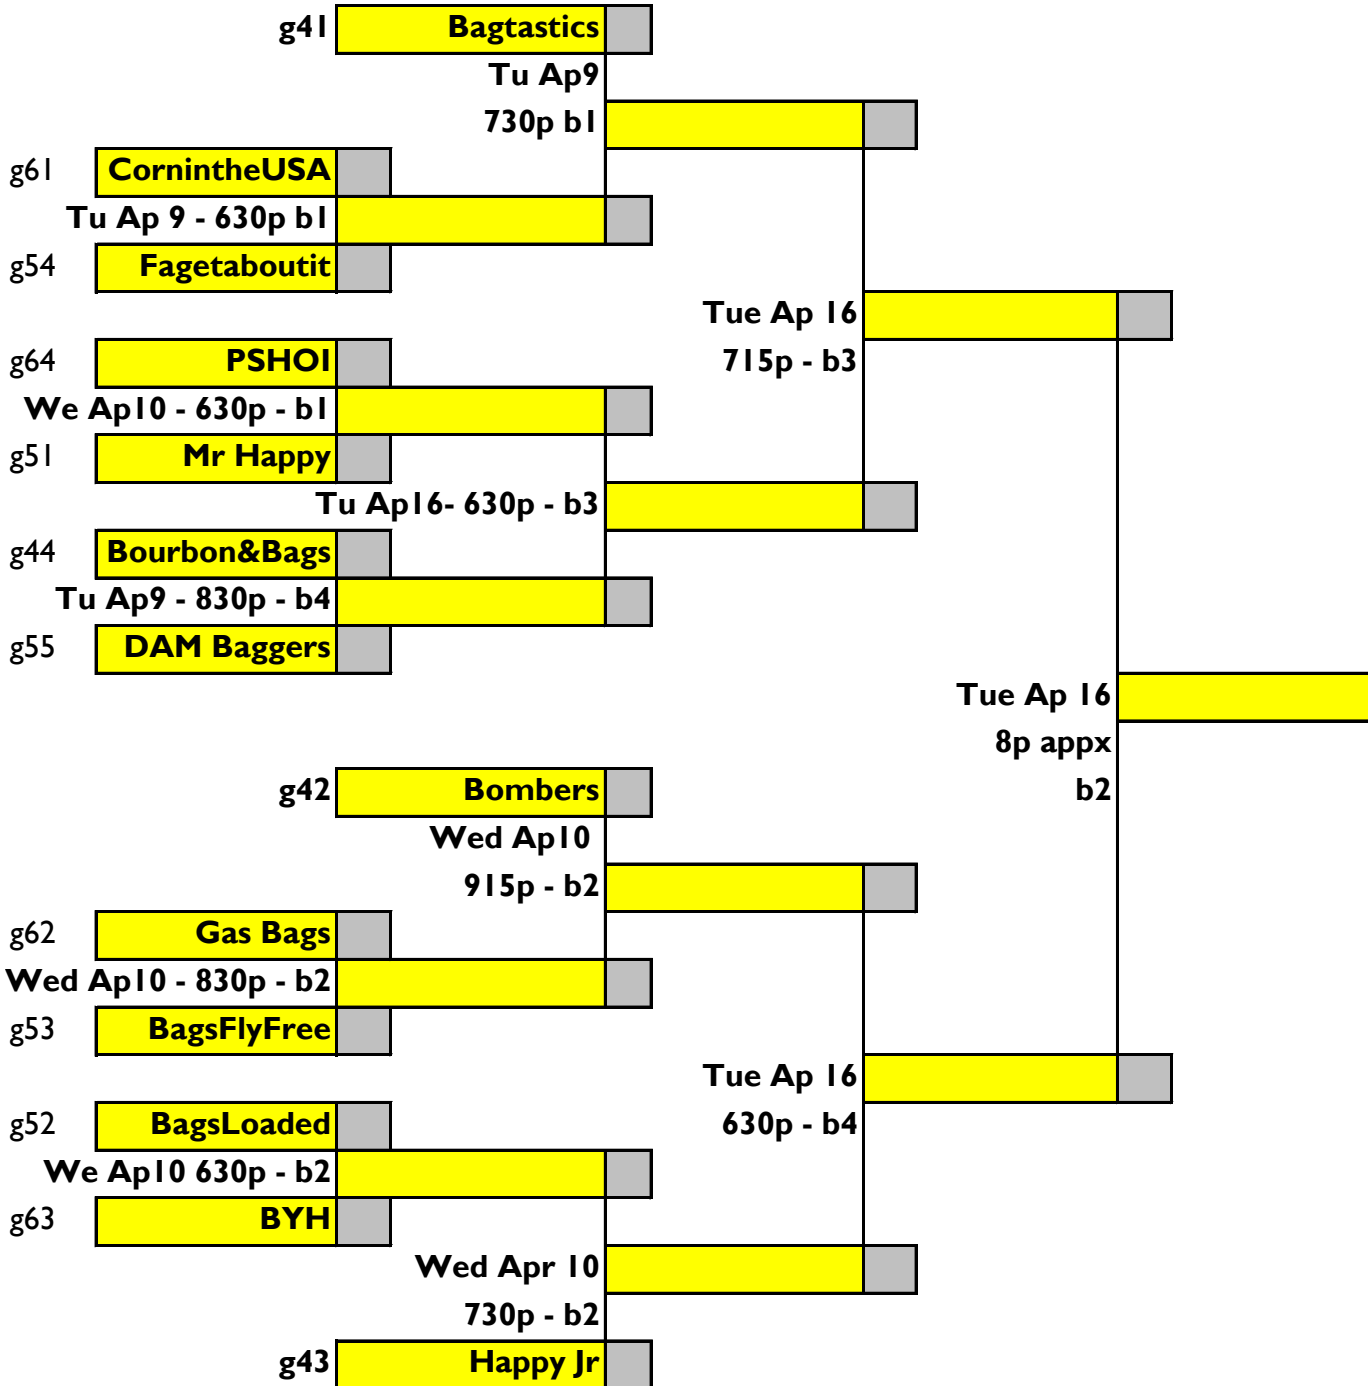 g41 Bagtastics
Tu Ap9
730p b1
g61 CornintheUSA
Tu Ap 9 - 630p b1
g54 Fagetaboutit
Tue Ap 16
g64 PSHOI
715p - b3
We Ap10 - 630p - b1
g51 Mr Happy
Tu Ap16- 630p - b3
g44 Bourbon&Bags
Tu Ap9 - 830p - b4
g55 DAM Baggers
Tue Ap 16
8p appx
g42 Bombers
b2
Wed Ap10
915p - b2
g62 Gas Bags
Wed Ap10 - 830p - b2
g53 BagsFlyFree
Tue Ap 16
g52 BagsLoaded
630p - b4
We Ap10 630p - b2
g63 BYH
Wed Apr 10
730p - b2
g43 Happy Jr